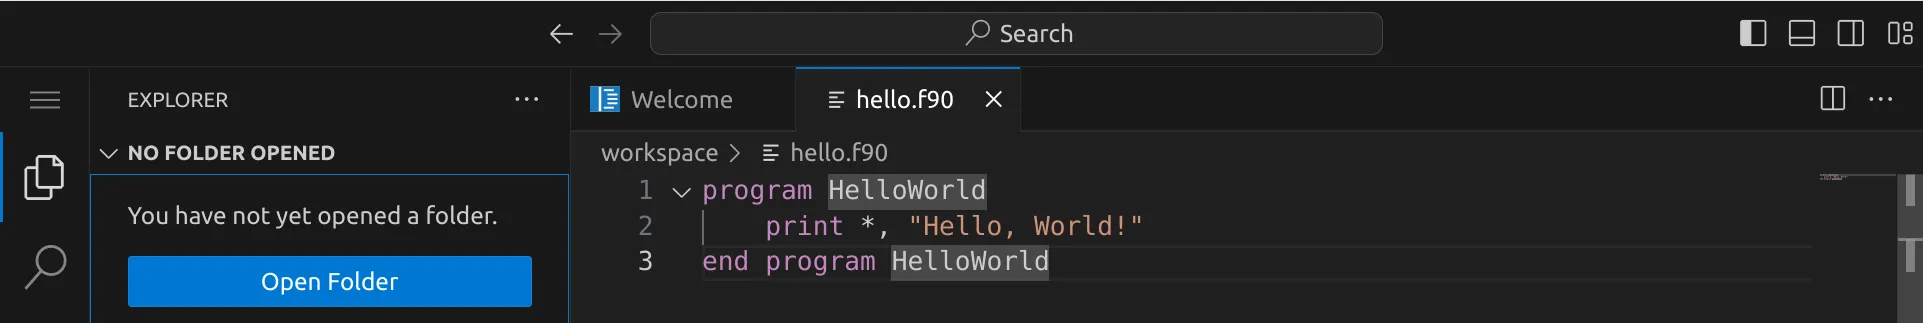 Search
EXPLORER
NO FOLDER OPENED
You have not yet opened a folder.
Open Folder
Welcome
hello.f90
workspace > hello.f90
1 program HelloWorld
2     print *, "Hello, World!"
3 end program HelloWorld